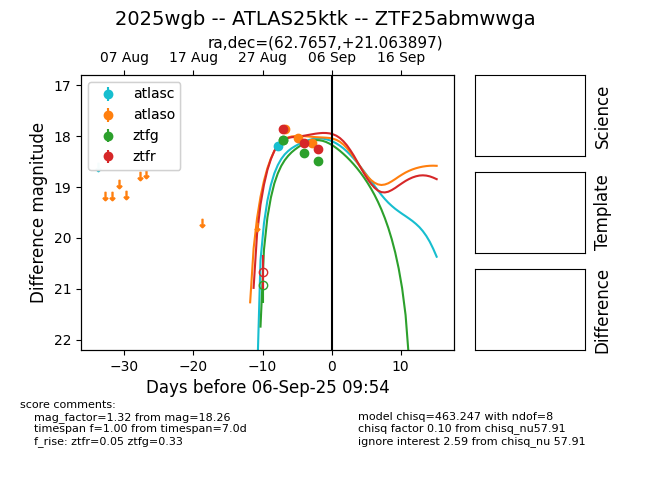 2025wgb -- ATLAS25ktk -- ZTF25abmwwga
ra,dec=(62.7657,+21.063897)
07 Aug 17 Aug 27 Aug 06 Sep 16 Sep
17
18
19
20
21
22
Difference magnitude
atlasc
atlaso
ztfg
ztfr
−30 −20 −10 0 10
Days before 06-Sep-25 09:54
Science
Template
Difference
score comments:
mag_factor=1.32 from mag=18.26
timespan f=1.00 from timespan=7.0d
f_rise: ztfr=0.05 ztfg=0.33
model chisq=463.247 with ndof=8
chisq factor 0.10 from chisq_nu57.91
ignore interest 2.59 from chisq_nu 57.91